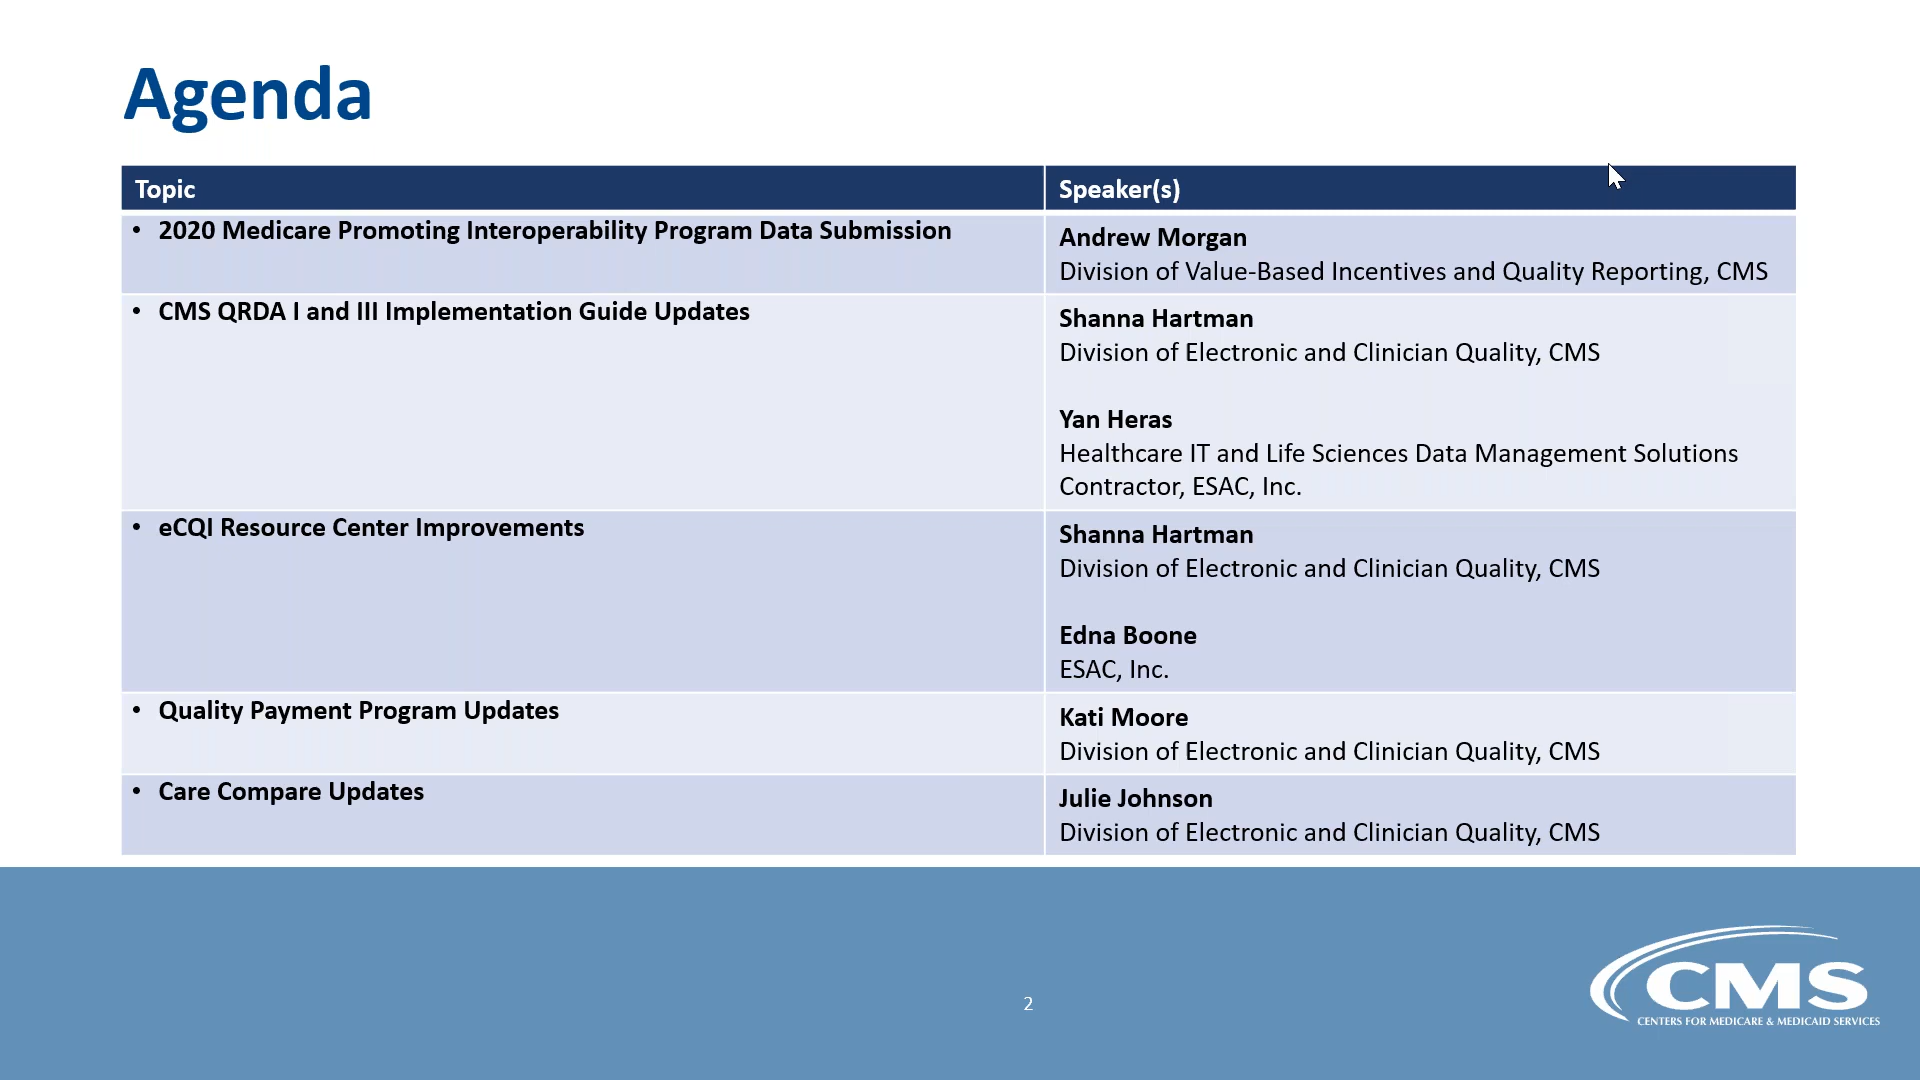 Agenda
Topic
Speaker(s)
• 2020 Medicare Promoting Interoperability Program Data Submission
Andrew Morgan
Division of Value-Based Incentives and Quality Reporting, CMS
• CMS QRDA I and III Implementation Guide Updates
Shanna Hartman
Division of Electronic and Clinician Quality, CMS
Yan Heras
Healthcare IT and Life Sciences Data Management Solutions
Contractor, ESAC, Inc.
• eCQI Resource Center Improvements
Shanna Hartman
Division of Electronic and Clinician Quality, CMS
Edna Boone
ESAC, Inc.
• Quality Payment Program Updates
Kati Moore
Division of Electronic and Clinician Quality, CMS
• Care Compare Updates
Julie Johnson
Division of Electronic and Clinician Quality, CMS
2
CMS
CENTERS FOR MEDICARE & MEDICAID SERVICES